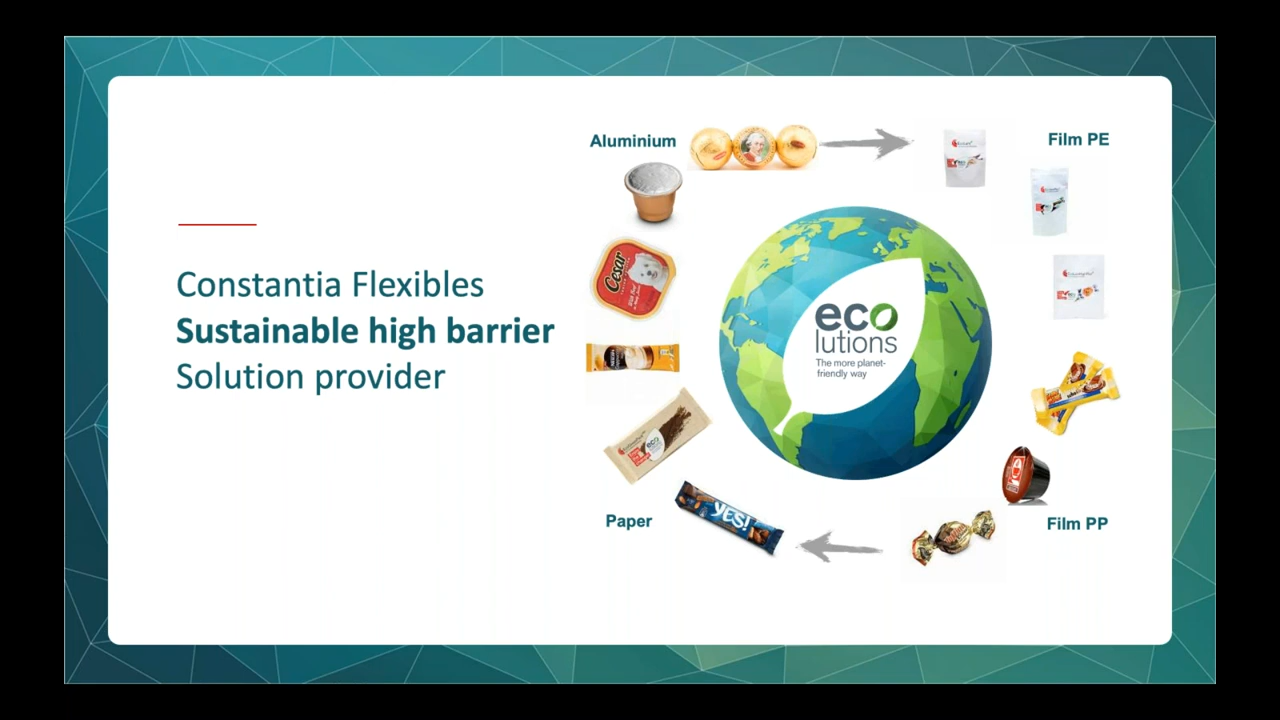 Constantia Flexibles
Sustainable high barrier
Solution provider
Aluminium
Film PE
Cesar
eco
lutions
The more planet-
friendly way
eco
YES!
Paper
Film PP